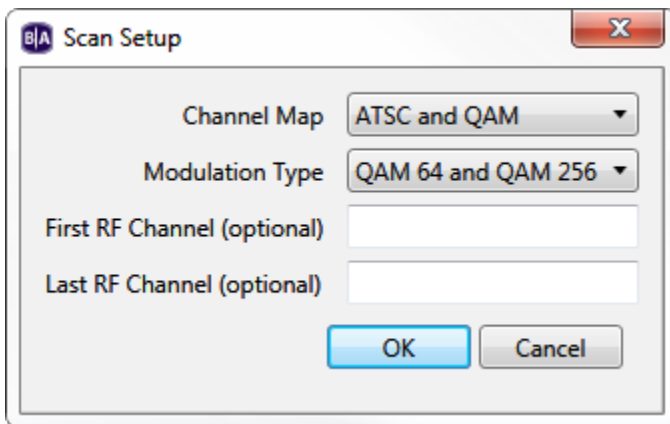 B|A Scan Setup
Channel Map ATSC and QAM
Modulation Type QAM 64 and QAM 256
First RF Channel (optional)
Last RF Channel (optional)
OK Cancel